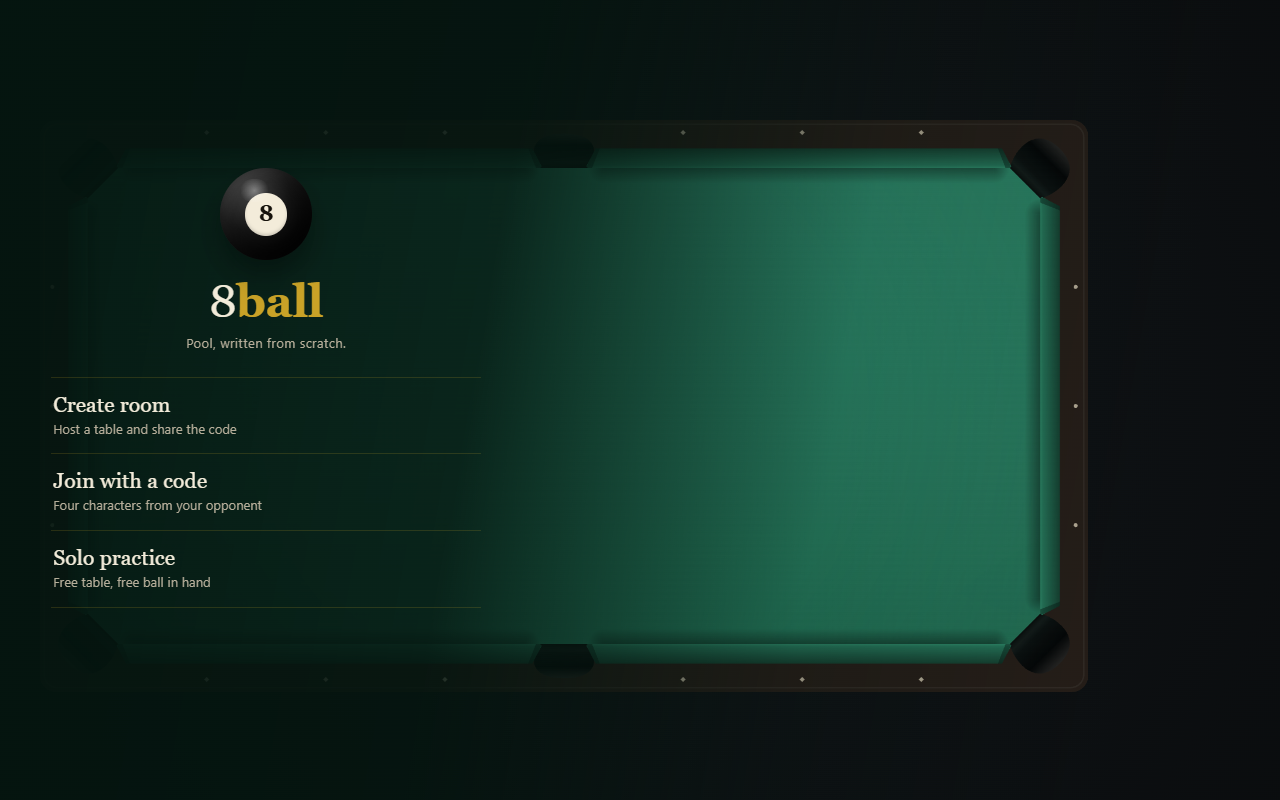 8
8ball
Pool, written from scratch.
Create room
Host a table and share the code
Join with a code
Four characters from your opponent
Solo practice
Free table, free ball in hand